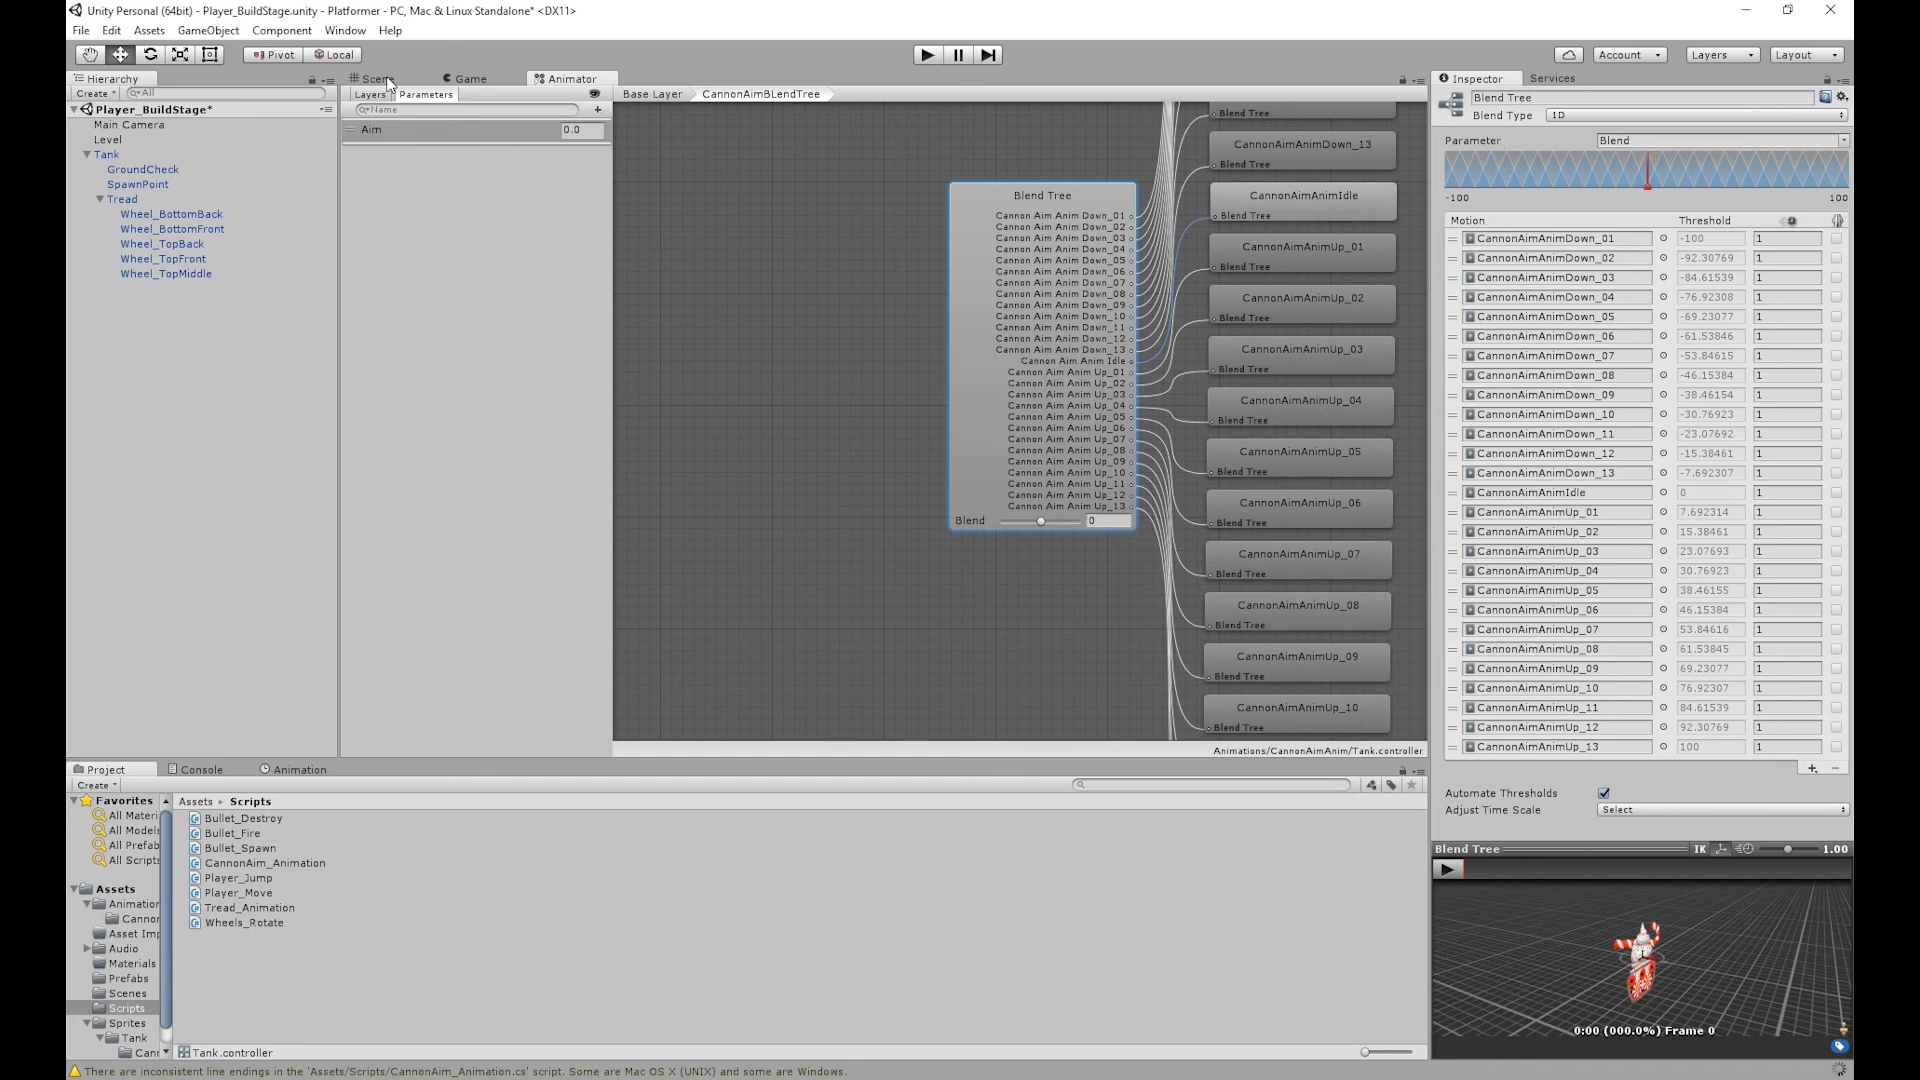 Unity Personal (64bit) - Player_BuildStage.unity - Platformer - PC, Mac & Linux Standalone* <DX11>
File Edit Assets GameObject Component Window Help
Pivot Local Account Layers Layout
Hierarchy
Create All
Player_BuildStage*
Main Camera
Level
Tank
GroundCheck
SpawnPoint
Tread
Wheel_BottomBack
Wheel_BottomFront
Wheel_TopBack
Wheel_TopFront
Wheel_TopMiddle
Scene Game Animator
Layers Parameters
Name
Aim 0.0
Base Layer CannonAimBLendTree
Blend Tree
Cannon Aim Anim Down_01
Cannon Aim Anim Down_02
Cannon Aim Anim Down_03
Cannon Aim Anim Down_04
Cannon Aim Anim Down_05
Cannon Aim Anim Down_06
Cannon Aim Anim Down_07
Cannon Aim Anim Down_08
Cannon Aim Anim Down_09
Cannon Aim Anim Down_10
Cannon Aim Anim Down_11
Cannon Aim Anim Down_12
Cannon Aim Anim Down_13
Cannon Aim Anim Idle
Cannon Aim Anim Up_01
Cannon Aim Anim Up_02
Cannon Aim Anim Up_03
Cannon Aim Anim Up_04
Cannon Aim Anim Up_05
Cannon Aim Anim Up_06
Cannon Aim Anim Up_07
Cannon Aim Anim Up_08
Cannon Aim Anim Up_09
Cannon Aim Anim Up_10
Cannon Aim Anim Up_11
Cannon Aim Anim Up_12
Cannon Aim Anim Up_13
Blend 0
Blend Tree
CannonAimAnimDown_13
Blend Tree
CannonAimAnimIdle
Blend Tree
CannonAimAnimUp_01
Blend Tree
CannonAimAnimUp_02
Blend Tree
CannonAimAnimUp_03
Blend Tree
CannonAimAnimUp_04
Blend Tree
CannonAimAnimUp_05
Blend Tree
CannonAimAnimUp_06
Blend Tree
CannonAimAnimUp_07
Blend Tree
CannonAimAnimUp_08
Blend Tree
CannonAimAnimUp_09
Blend Tree
CannonAimAnimUp_10
Blend Tree
Animations/CannonAimAnim/Tank.controller
Inspector Services
Blend Tree
Blend Type 1D
Parameter Blend
-100 100
Motion Threshold
CannonAimAnimDown_01 -100 1
CannonAimAnimDown_02 -92.30769 1
CannonAimAnimDown_03 -84.61539 1
CannonAimAnimDown_04 -76.92308 1
CannonAimAnimDown_05 -69.23077 1
CannonAimAnimDown_06 -61.53846 1
CannonAimAnimDown_07 -53.84615 1
CannonAimAnimDown_08 -46.15384 1
CannonAimAnimDown_09 -38.46154 1
CannonAimAnimDown_10 -30.76923 1
CannonAimAnimDown_11 -23.07692 1
CannonAimAnimDown_12 -15.38461 1
CannonAimAnimDown_13 -7.692307 1
CannonAimAnimIdle 0 1
CannonAimAnimUp_01 7.692314 1
CannonAimAnimUp_02 15.38461 1
CannonAimAnimUp_03 23.07693 1
CannonAimAnimUp_04 30.76923 1
CannonAimAnimUp_05 38.46155 1
CannonAimAnimUp_06 46.15384 1
CannonAimAnimUp_07 53.84616 1
CannonAimAnimUp_08 61.53845 1
CannonAimAnimUp_09 69.23077 1
CannonAimAnimUp_10 76.92307 1
CannonAimAnimUp_11 84.61539 1
CannonAimAnimUp_12 92.30769 1
CannonAimAnimUp_13 100 1
Automate Thresholds
Adjust Time Scale Select
Blend Tree IK 1.00
0:00 (000.0%) Frame 0
Project Console Animation
Create
Favorites
All Materi
All Models
All Prefab
All Scripts
Assets
Animation
Cannon
Asset Imp
Audio
Materials
Prefabs
Scenes
Scripts
Sprites
Tank
Can
Assets Scripts
Bullet_Destroy
Bullet_Fire
Bullet_Spawn
CannonAim_Animation
Player_Jump
Player_Move
Tread_Animation
Wheels_Rotate
Tank.controller
There are inconsistent line endings in the 'Assets/Scripts/CannonAim_Animation.cs' script. Some are Mac OS X (UNIX) and some are Windows.